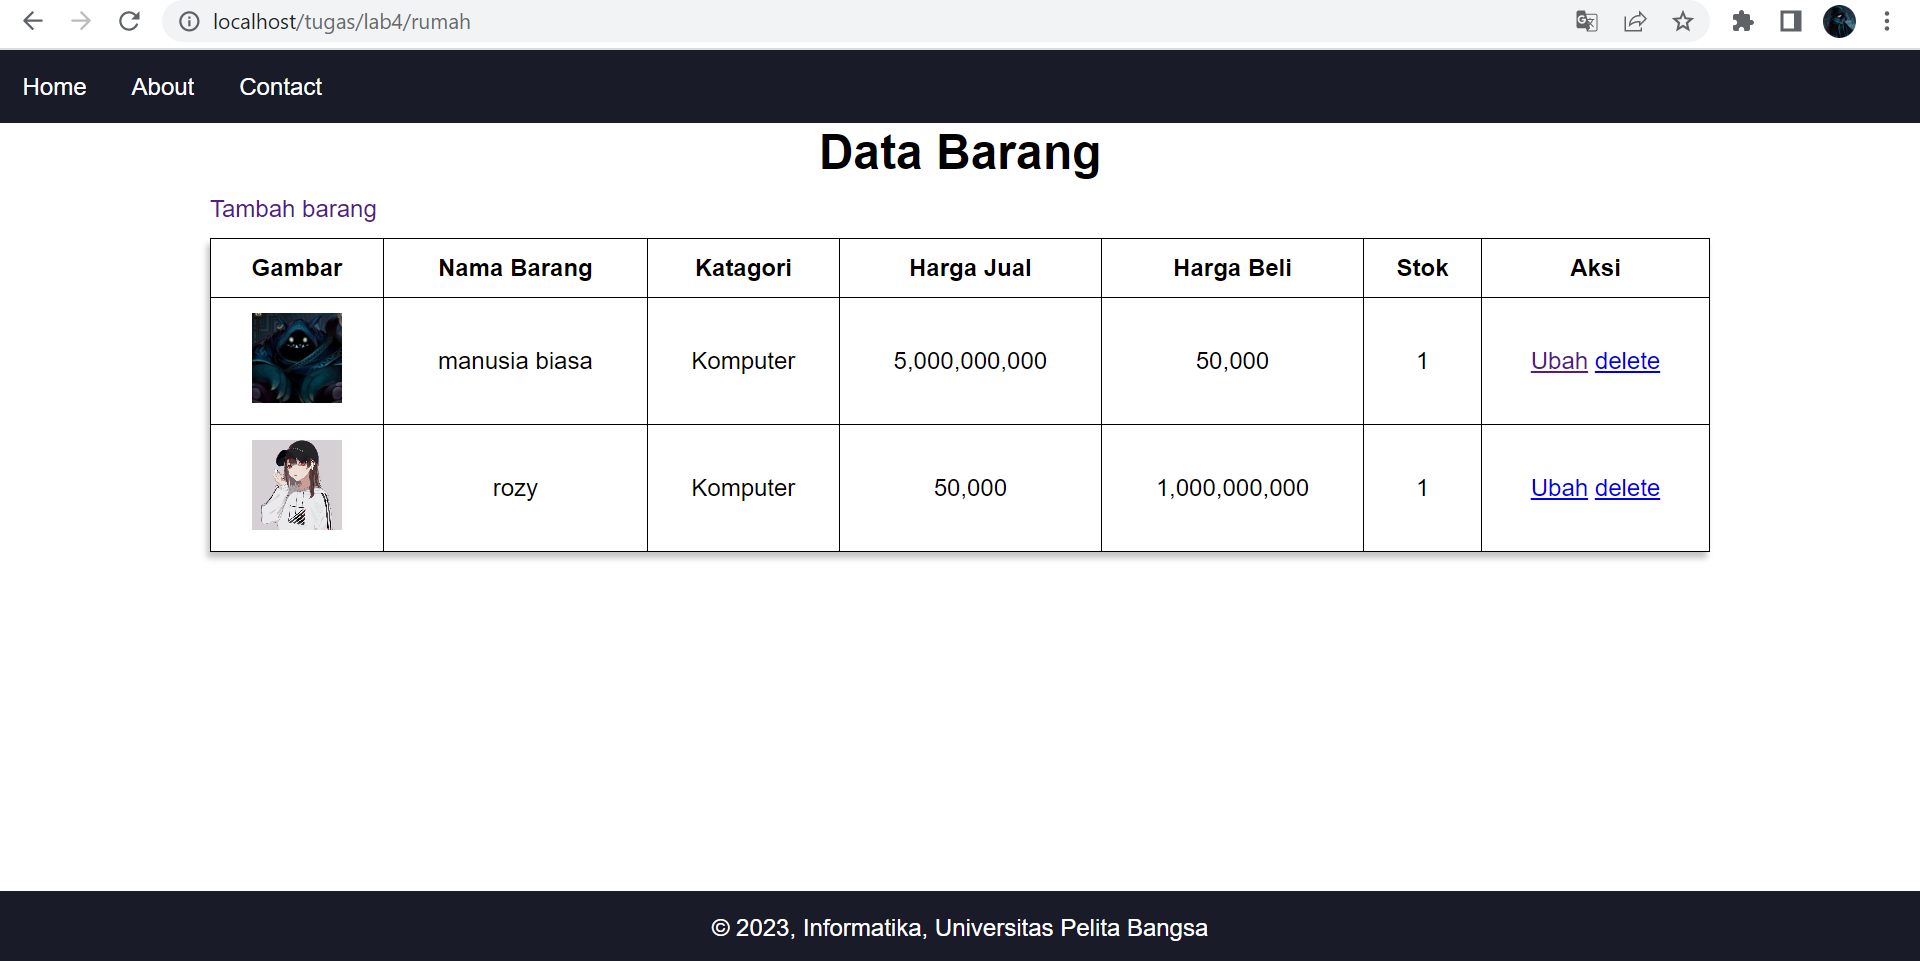 localhost/tugas/lab4/rumah
Home About Contact
Data Barang
Tambah barang
Gambar Nama Barang Katagori Harga Jual Harga Beli Stok Aksi
manusia biasa Komputer 5,000,000,000 50,000 1 Ubah delete
rozy Komputer 50,000 1,000,000,000 1 Ubah delete
© 2023, Informatika, Universitas Pelita Bangsa